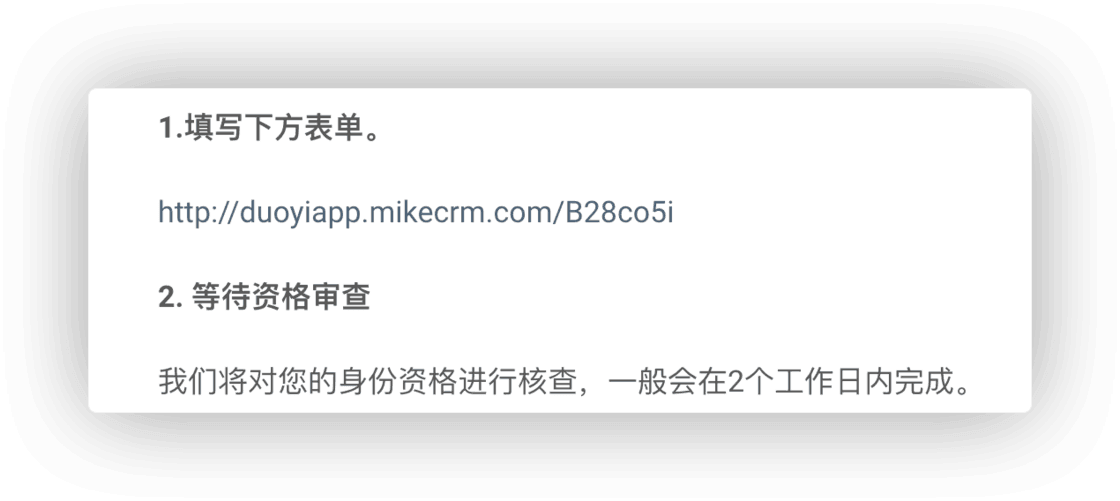 1.填写下方表单。
http://duoyiapp.mikecrm.com/B28co5i
2. 等待资格审查
我们将对您的身份资格进行核查，一般会在2个工作日内完成。